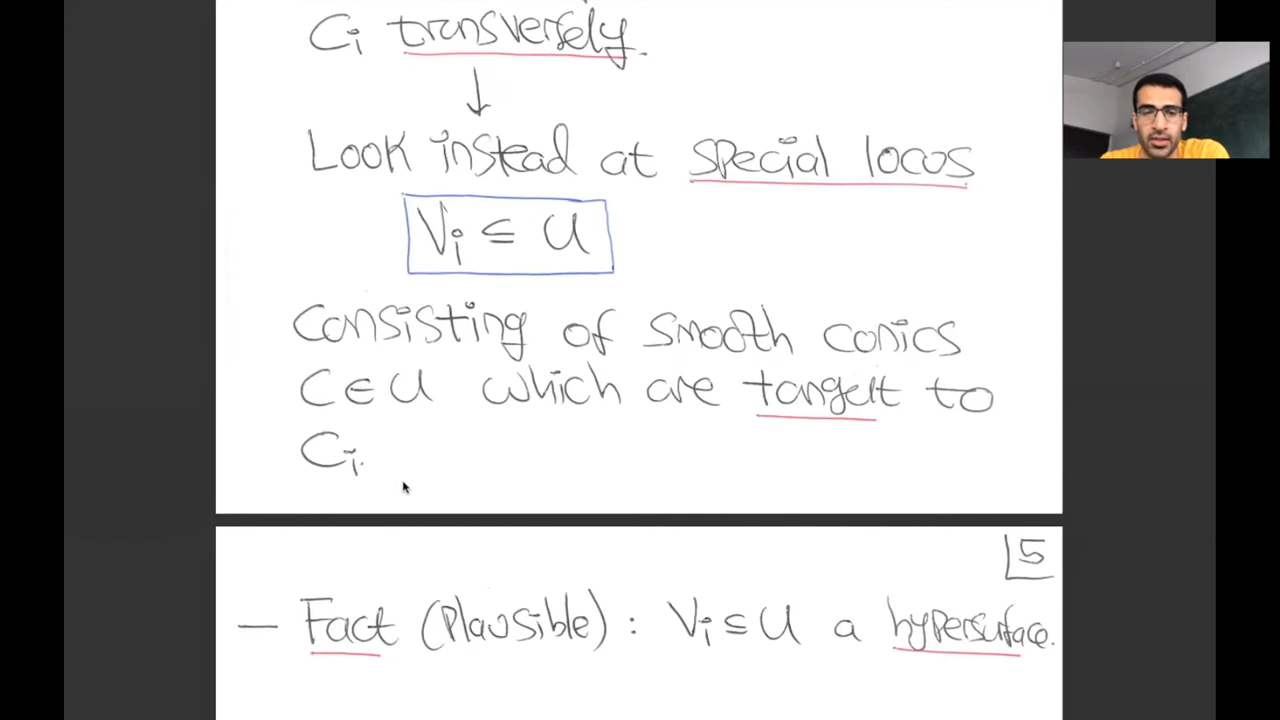 Ci transversely.
↓
Look instead at special locus
Vi ⊆ U
Consisting of smooth conics
C ∈ U which are tangent to
Ci.
5
— Fact (Plausible): Vi ⊆ U a hypersurface.